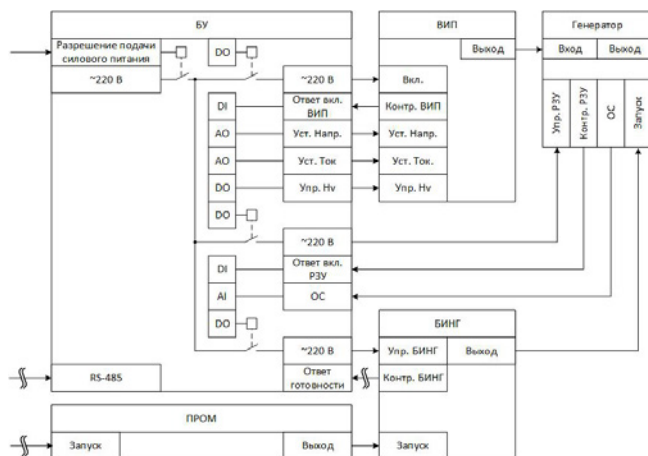 БУ
ВИП
Генератор
Разрешение подачи
силового питания
DO
Выход
Вход
Выход
~220 В
~220 В
Вкл.
Упр. РЗУ
Контр. РЗУ
ОС
Запуск
DI
Ответ вкл.
ВИП
Контр. ВИП
AO
Уст. Напр.
Уст. Напр.
AO
Уст. Ток
Уст. Ток.
DO
Упр. Hv
Упр. Hv
DO
~220 В
DI
Ответ вкл.
РЗУ
AI
ОС
DO
БИНГ
~220 В
Упр. БИНГ
Выход
RS-485
Ответ
готовности
Контр. БИНГ
ПРОМ
Запуск
Выход
Запуск